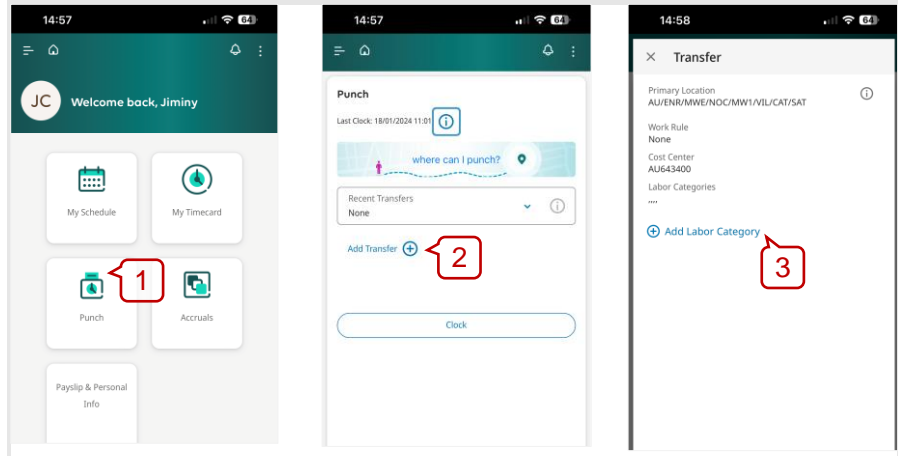 14:57
64
JC
Welcome back, Jiminy
My Schedule
My Timecard
1
Punch
Accruals
Payslip & Personal
Info
14:57
64
Punch
Last Clock: 18/01/2024 11:01
where can I punch?
Recent Transfers
None
Add Transfer
2
Clock
14:58
64
Transfer
Primary Location
AU/ENR/MWE/NOC/MW1/VIL/CAT/SAT
Work Rule
None
Cost Center
AU643400
Labor Categories
,,,,
Add Labor Category
3